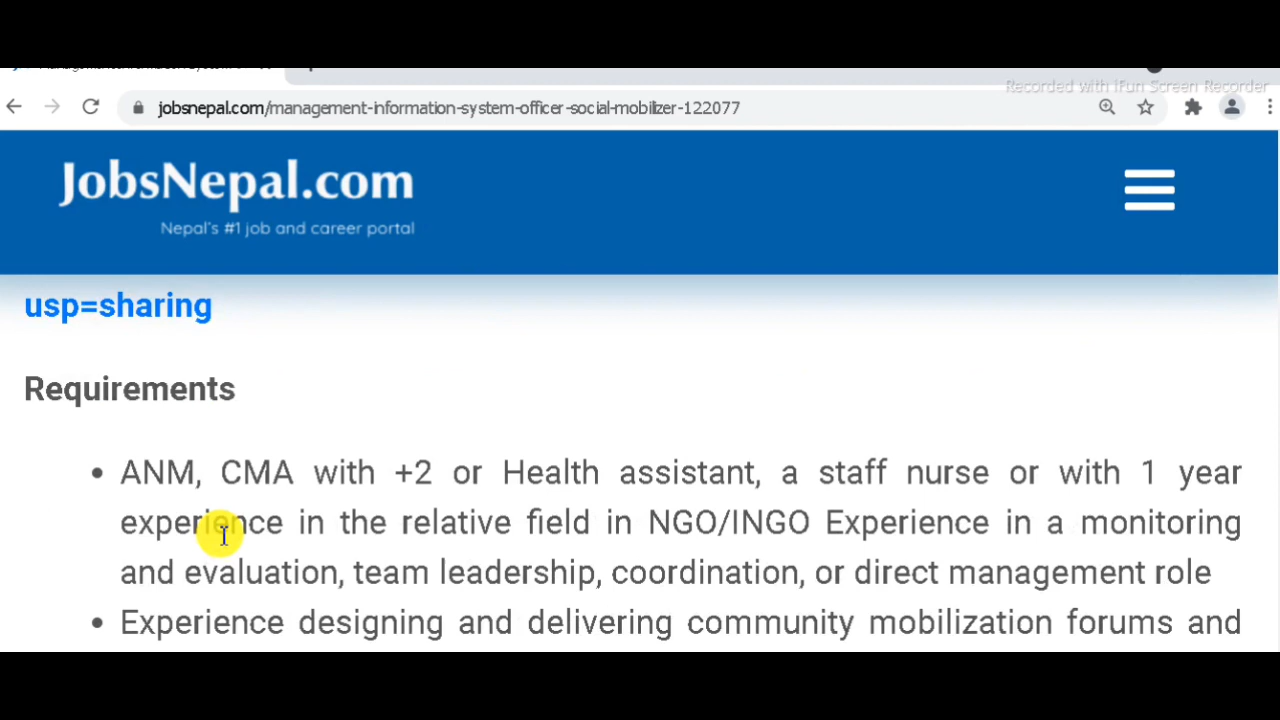 Recorded with iFun Screen Recorder
jobsnepal.com/management-information-system-officer-social-mobilizer-122077
JobsNepal.com
Nepal's #1 job and career portal
usp=sharing
Requirements
• ANM, CMA with +2 or Health assistant, a staff nurse or with 1 year
experience in the relative field in NGO/INGO Experience in a monitoring
and evaluation, team leadership, coordination, or direct management role
• Experience designing and delivering community mobilization forums and